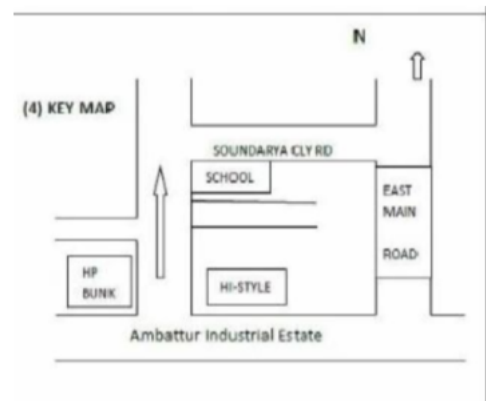 N
(4) KEY MAP
SOUNDARYA CLY RD
SCHOOL
EAST
MAIN
ROAD
HP
BUNK
HI-STYLE
Ambattur Industrial Estate